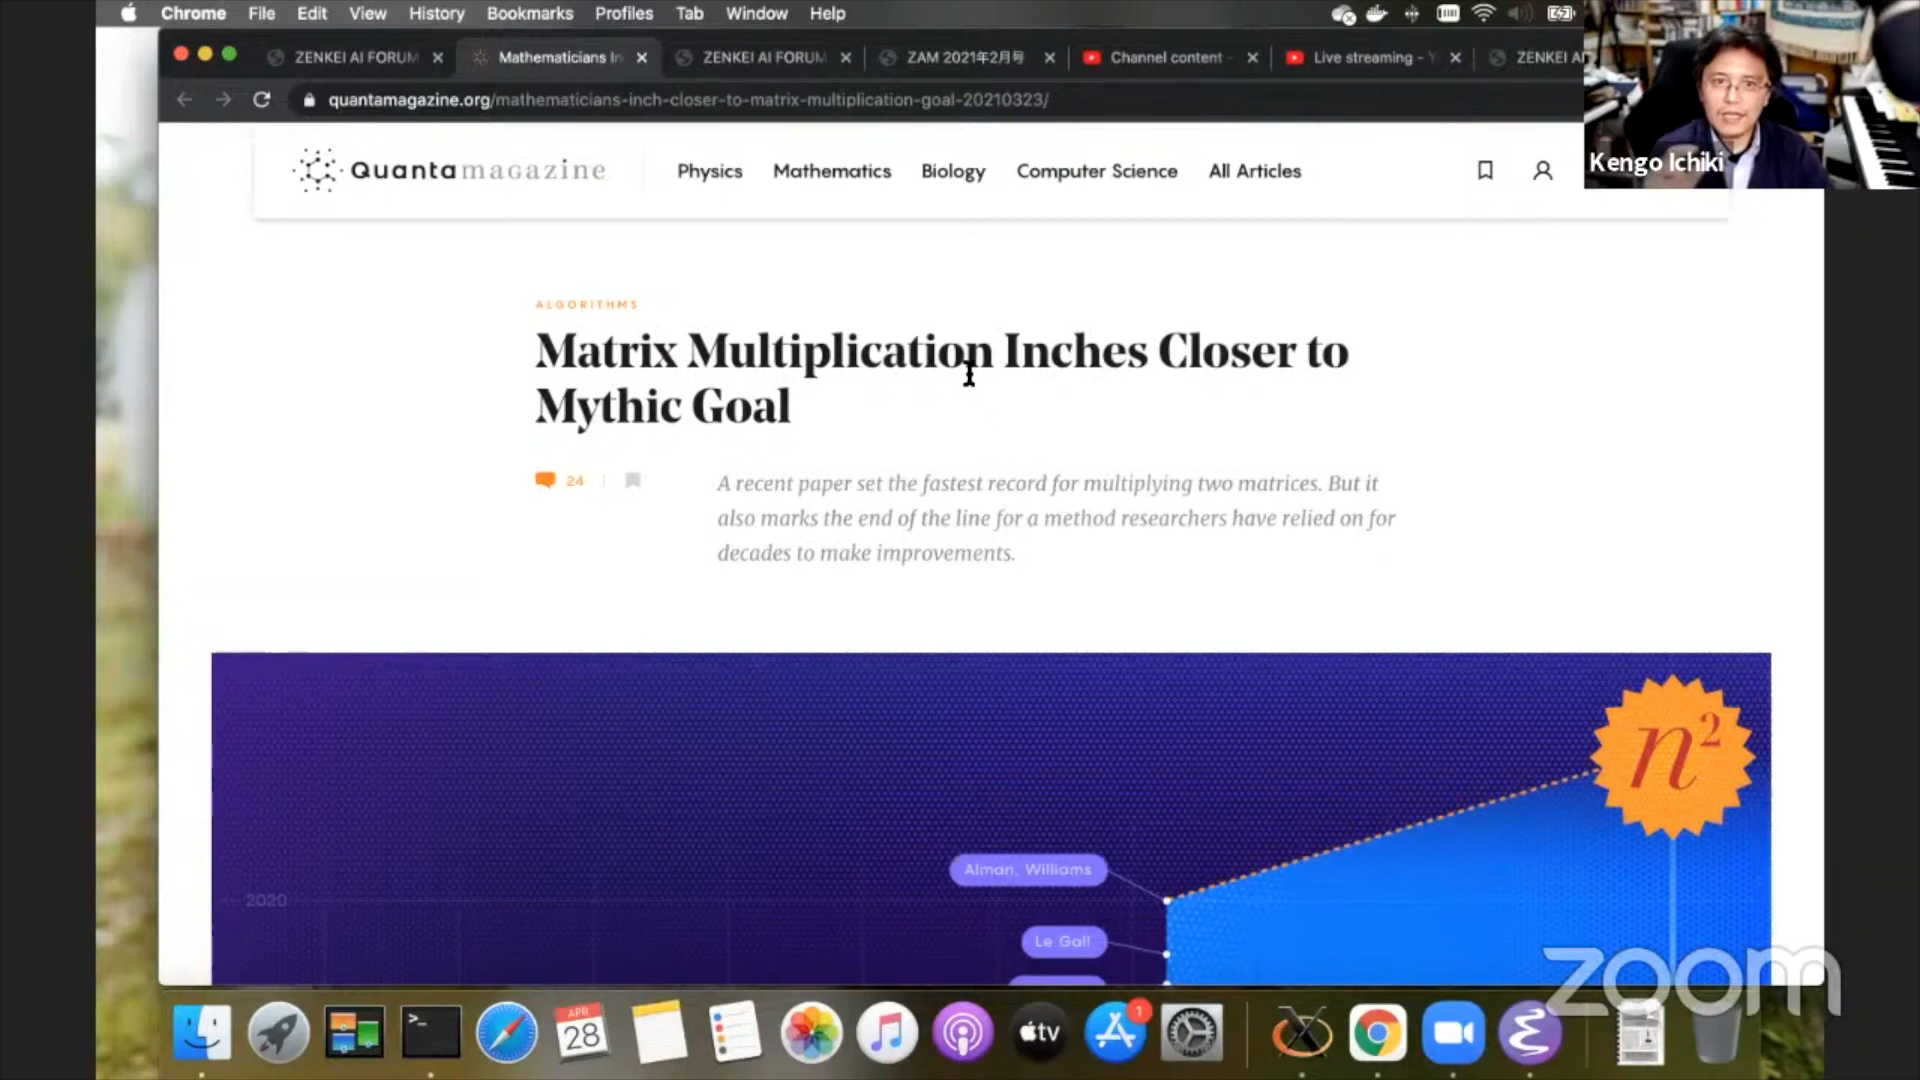 Chrome File Edit View History Bookmarks Profiles Tab Window Help
ZENKEI AI FORUM
Mathematicians In
ZENKEI AI FORUM
ZAM 2021年2月号
Channel content -
Live streaming - Y
ZENKEI AI
quantamagazine.org/mathematicians-inch-closer-to-matrix-multiplication-goal-20210323/
Kengo Ichiki
Quantamagazine
Physics Mathematics Biology Computer Science All Articles
ALGORITHMS
Matrix Multiplication Inches Closer to
Mythic Goal
24
A recent paper set the fastest record for multiplying two matrices. But it
also marks the end of the line for a method researchers have relied on for
decades to make improvements.
n²
Alman, Williams
2020
Le Gall
zoom
APR
28
tv
1
>_